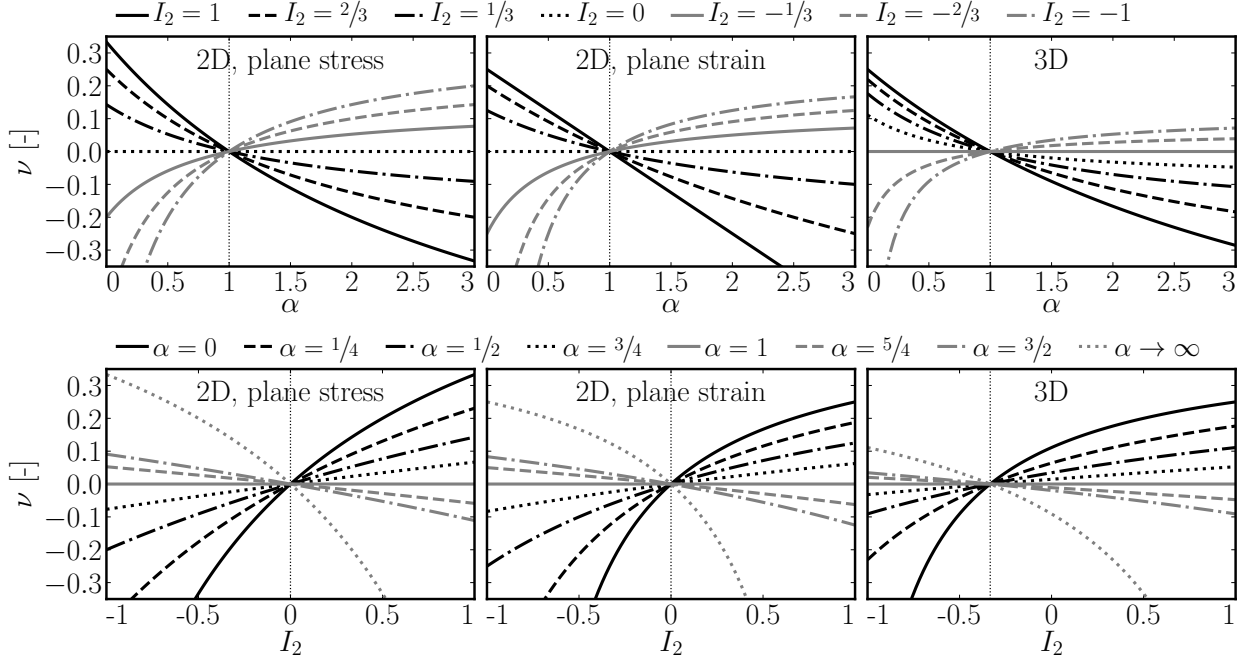 I₂ = 1 I₂ = 2/3 I₂ = 1/3 I₂ = 0 I₂ = −1/3 I₂ = −2/3 I₂ = −1
2D, plane stress 2D, plane strain 3D
0.3
0.2
0.1
0.0
−0.1
−0.2
−0.3
ν [-]
0 0.5 1 1.5 2 2.5 3 0 0.5 1 1.5 2 2.5 3 0 0.5 1 1.5 2 2.5 3
α α α
α = 0 α = 1/4 α = 1/2 α = 3/4 α = 1 α = 5/4 α = 3/2 α → ∞
2D, plane stress 2D, plane strain 3D
0.3
0.2
0.1
0.0
−0.1
−0.2
−0.3
ν [-]
-1 -0.5 0 0.5 1 -1 -0.5 0 0.5 1 -1 -0.5 0 0.5 1
I₂ I₂ I₂